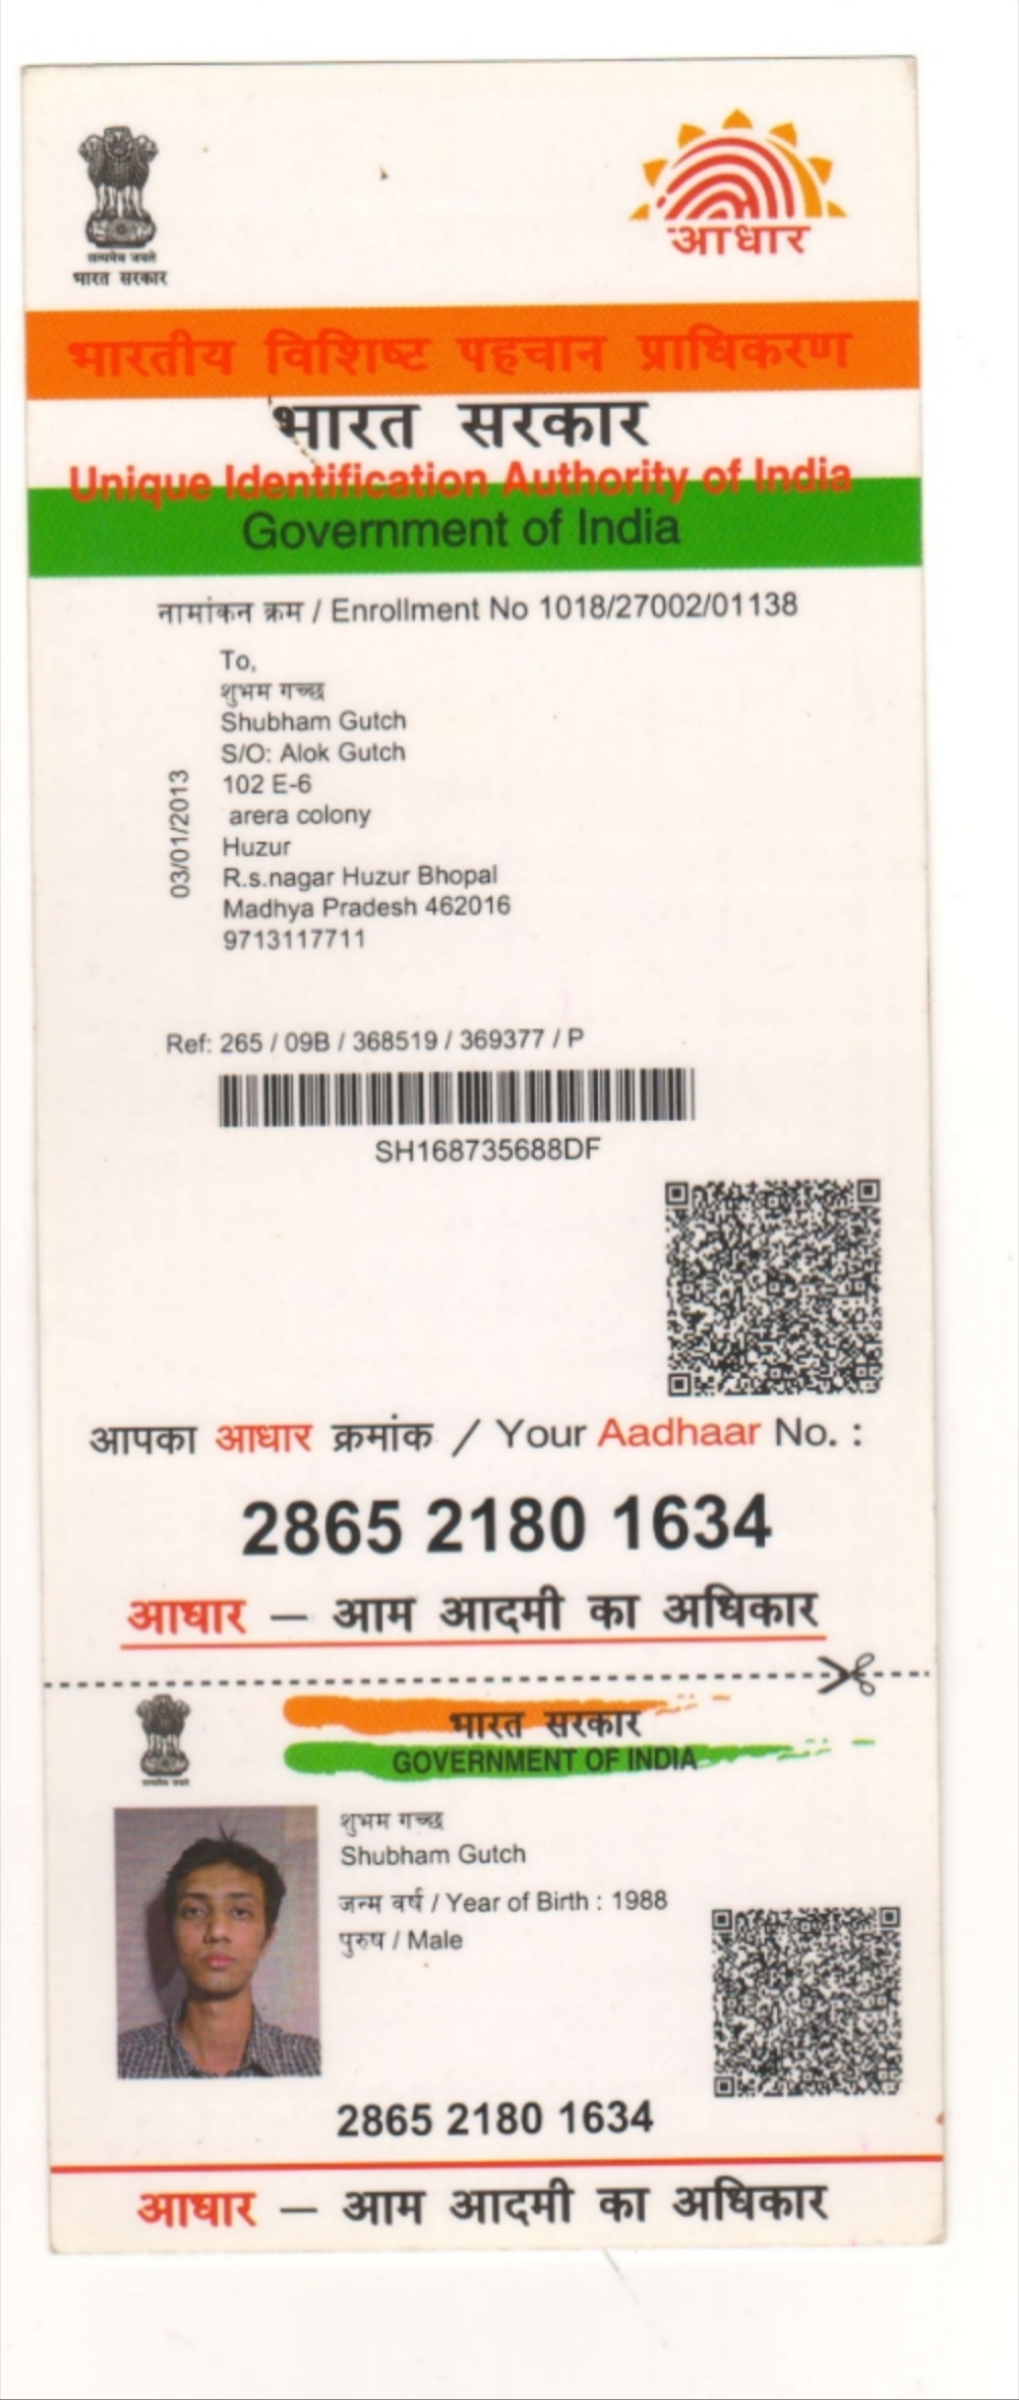 सत्यमेव जयते
भारत सरकार
आधार
भारतीय विशिष्ट पहचान प्राधिकरण
भारत सरकार
Unique Identification Authority of India
Government of India
नामांकन क्रम / Enrollment No 1018/27002/01138
To,
शुभम गच्छ
Shubham Gutch
S/O: Alok Gutch
102 E-6
arera colony
Huzur
R.s.nagar Huzur Bhopal
Madhya Pradesh 462016
9713117711
03/01/2013
Ref: 265 / 09B / 368519 / 369377 / P
SH168735688DF
आपका आधार क्रमांक / Your Aadhaar No. :
2865 2180 1634
आधार — आम आदमी का अधिकार
सत्यमेव जयते
भारत सरकार
GOVERNMENT OF INDIA
शुभम गच्छ
Shubham Gutch
जन्म वर्ष / Year of Birth : 1988
पुरुष / Male
2865 2180 1634
आधार — आम आदमी का अधिकार